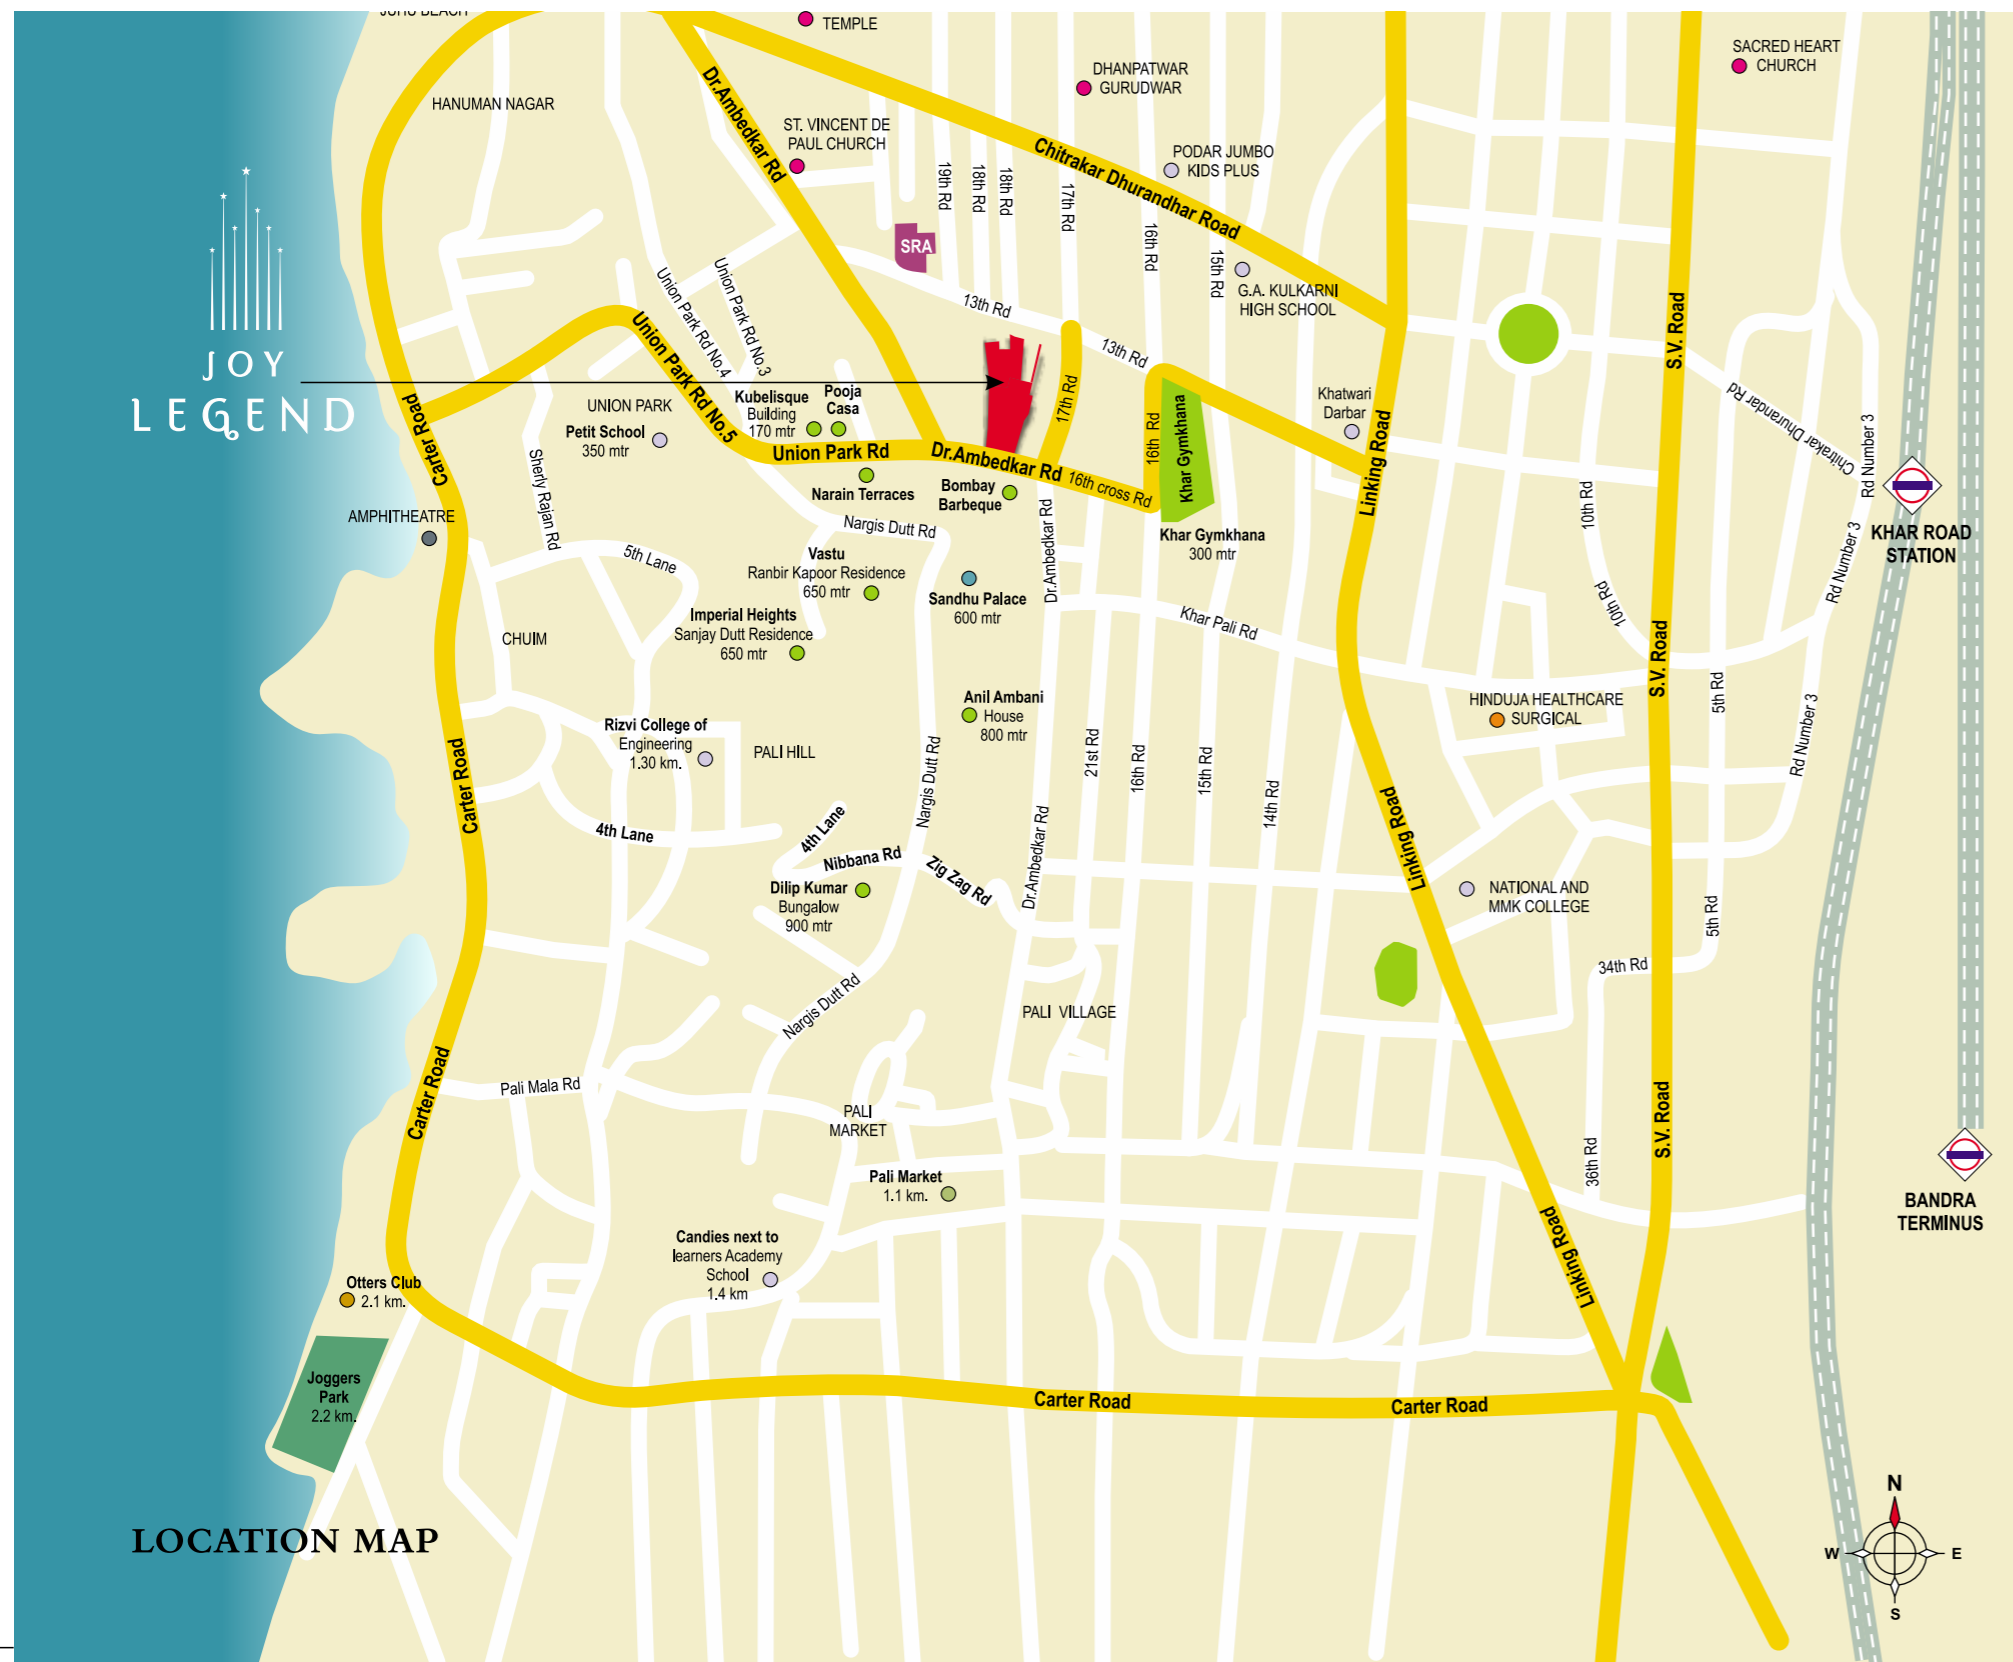 JUHU BEACH
TEMPLE
DHANPATWAR
GURUDWAR
SACRED HEART
CHURCH
HANUMAN NAGAR
Dr.Ambedkar Rd
ST. VINCENT DE
PAUL CHURCH
Chitrakar Dhurandhar Road
PODAR JUMBO
KIDS PLUS
19th Rd
18th Rd
18th Rd
17th Rd
16th Rd
15th Rd
SRA
G.A. KULKARNI
HIGH SCHOOL
Union Park Rd No.4
Union Park Rd No.3
13th Rd
13th Rd
S.V. Road
JOY
LEGEND
Carter Road
Union Park Rd No.5
UNION PARK
Petit School
350 mtr
Kubelisque
Building
170 mtr
Pooja
Casa
17th Rd
16th Rd
Khar Gymkhana
Khatwari
Darbar
Linking Road
Chitrakar Dhurandar Rd
Rd Number 3
Union Park Rd
Dr.Ambedkar Rd
16th cross Rd
Sherly Rajan Rd
Narain Terraces
Bombay
Barbeque
10th Rd
AMPHITHEATRE
Nargis Dutt Rd
Dr.Ambedkar Rd
Khar Gymkhana
300 mtr
KHAR ROAD
STATION
5th Lane
Vastu
Ranbir Kapoor Residence
650 mtr
Sandhu Palace
600 mtr
Rd Number 3
10th Rd
Imperial Heights
Sanjay Dutt Residence
650 mtr
Khar Pali Rd
CHUIM
S.V. Road
Anil Ambani
House
800 mtr
HINDUJA HEALTHCARE
SURGICAL
5th Rd
Rd Number 3
Rizvi College of
Engineering
1.30 km.
PALI HILL
Carter Road
Nargis Dutt Rd
21st Rd
16th Rd
15th Rd
14th Rd
4th Lane
4th Lane
Nibbana Rd
Zig Zag Rd
Dr.Ambedkar Rd
Linking Road
Dilip Kumar
Bungalow
900 mtr
NATIONAL AND
MMK COLLEGE
5th Rd
34th Rd
Nargis Dutt Rd
PALI VILLAGE
Carter Road
Pali Mala Rd
PALI
MARKET
S.V. Road
36th Rd
Pali Market
1.1 km.
BANDRA
TERMINUS
Candies next to
learners Academy
School
1.4 km
Linking Road
Otters Club
2.1 km.
Joggers
Park
2.2 km.
Carter Road
Carter Road
N
W
E
S
LOCATION MAP